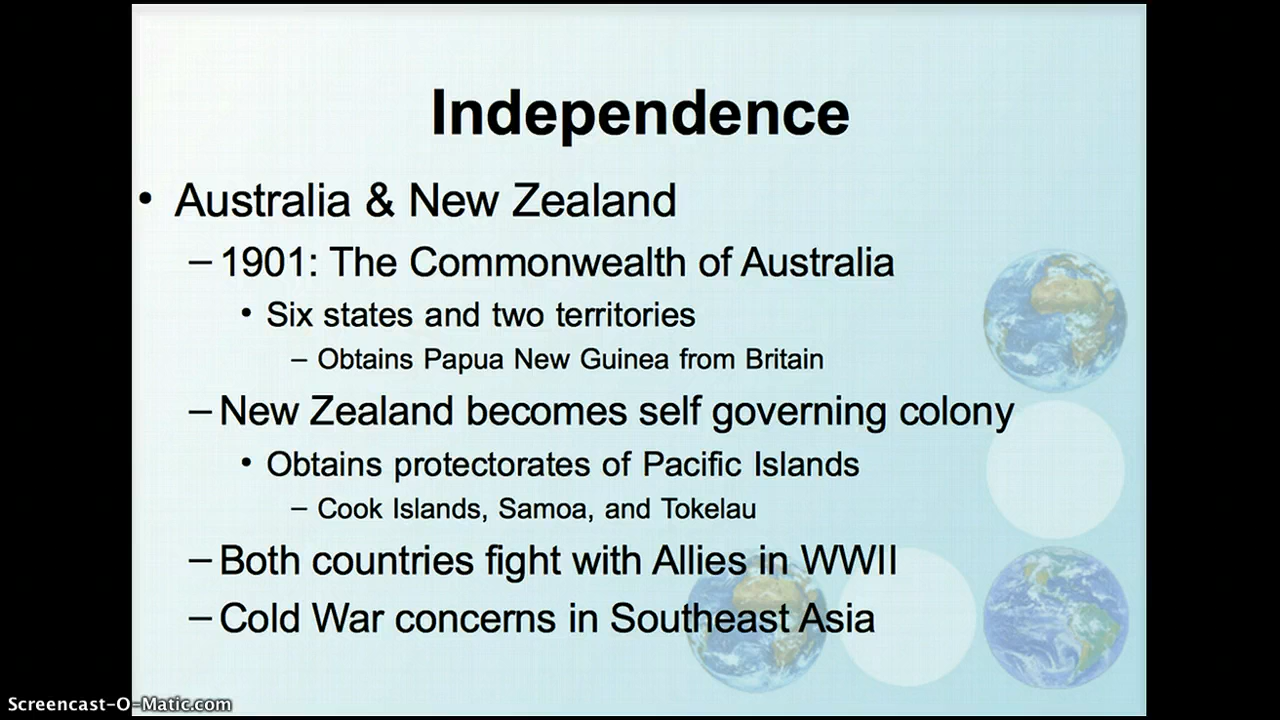 Independence
• Australia & New Zealand
– 1901: The Commonwealth of Australia
• Six states and two territories
– Obtains Papua New Guinea from Britain
– New Zealand becomes self governing colony
• Obtains protectorates of Pacific Islands
– Cook Islands, Samoa, and Tokelau
– Both countries fight with Allies in WWII
– Cold War concerns in Southeast Asia
Screencast-O-Matic.com